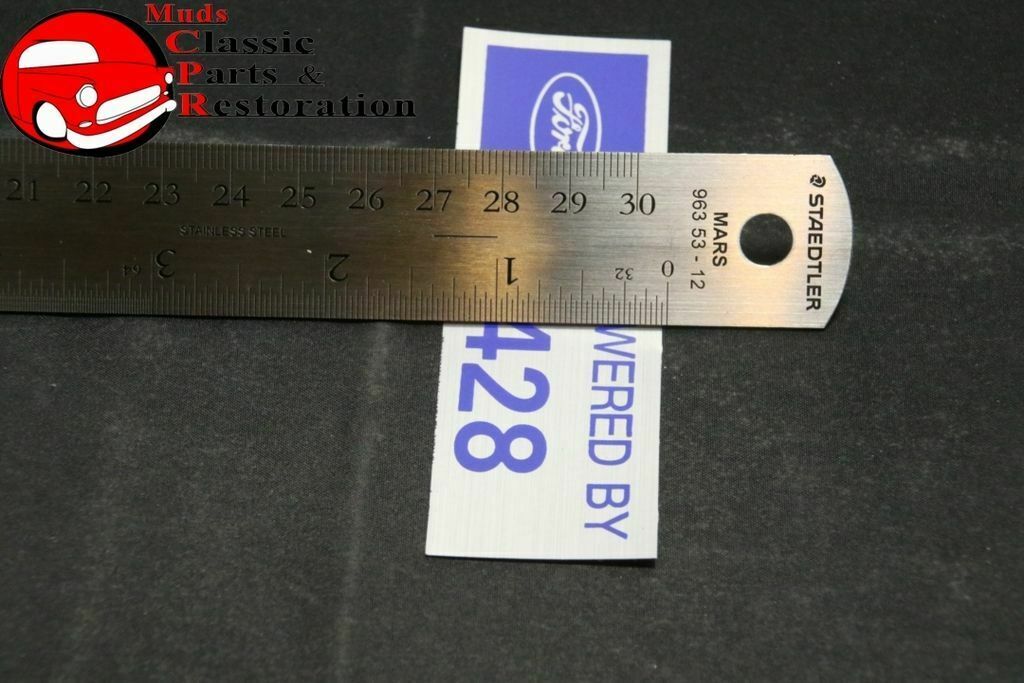 Muds
Classic
Parts &
Restoration
Ford
21 22 23 24 25 26 27 28 29 30
STAINLESS STEEL
64 3 2 1 32 0
MARS
963 53 - 12
STAEDTLER
WERED BY
428